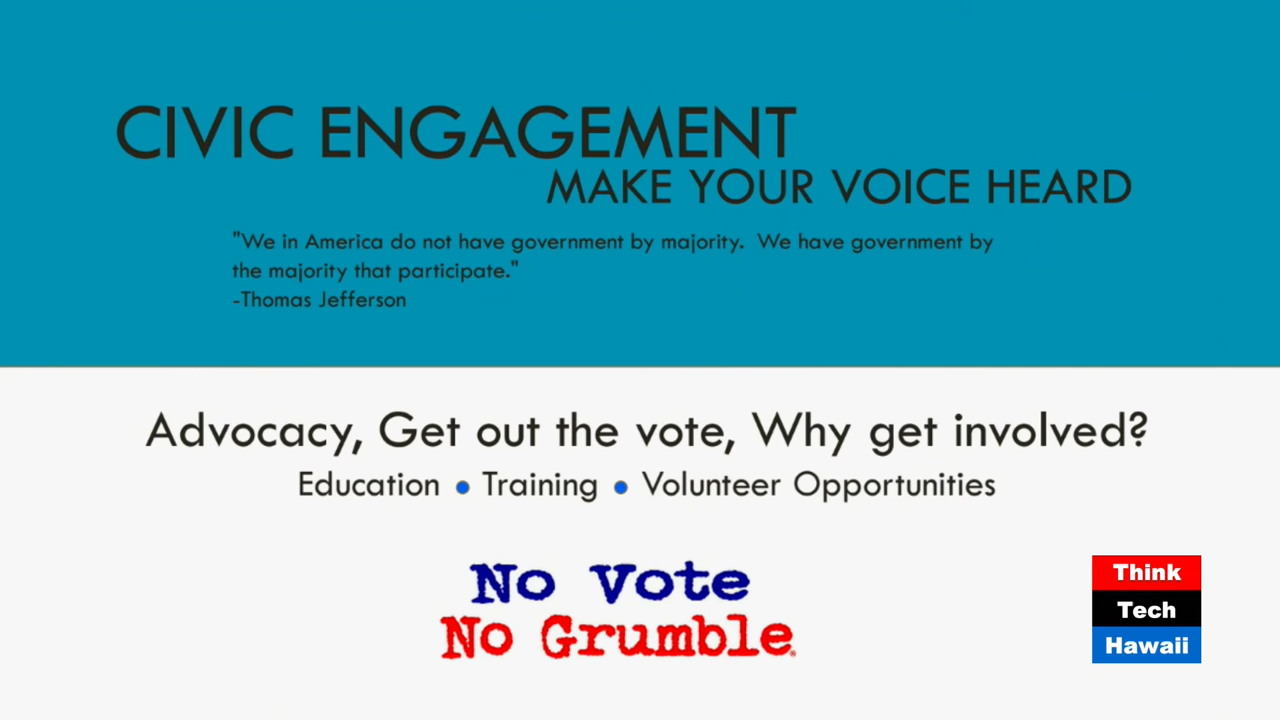 CIVIC ENGAGEMENT
MAKE YOUR VOICE HEARD
"We in America do not have government by majority.  We have government by
the majority that participate."
-Thomas Jefferson
Advocacy, Get out the vote, Why get involved?
Education • Training • Volunteer Opportunities
No Vote
No Grumble
Think
Tech
Hawaii